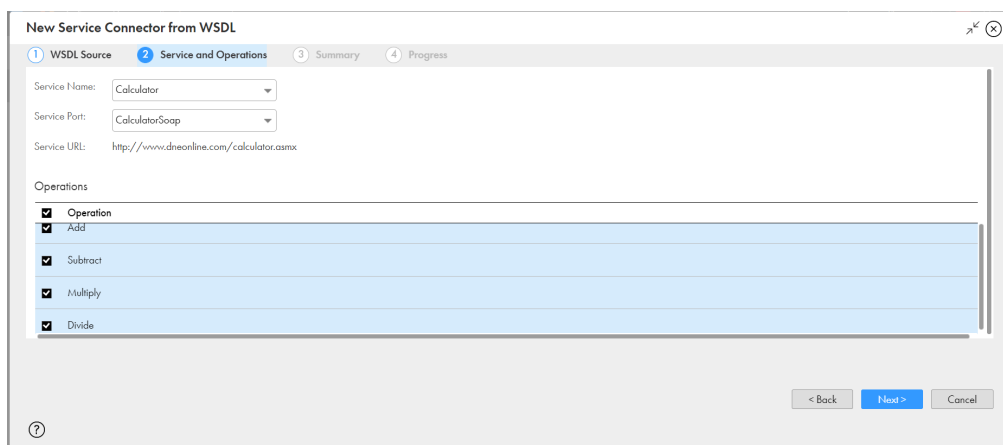 New Service Connector from WSDL
1 WSDL Source 2 Service and Operations 3 Summary 4 Progress
Service Name: Calculator
Service Port: CalculatorSoap
Service URL: http://www.dneonline.com/calculator.asmx
Operations
Operation
Add
Subtract
Multiply
Divide
< Back Next > Cancel
?